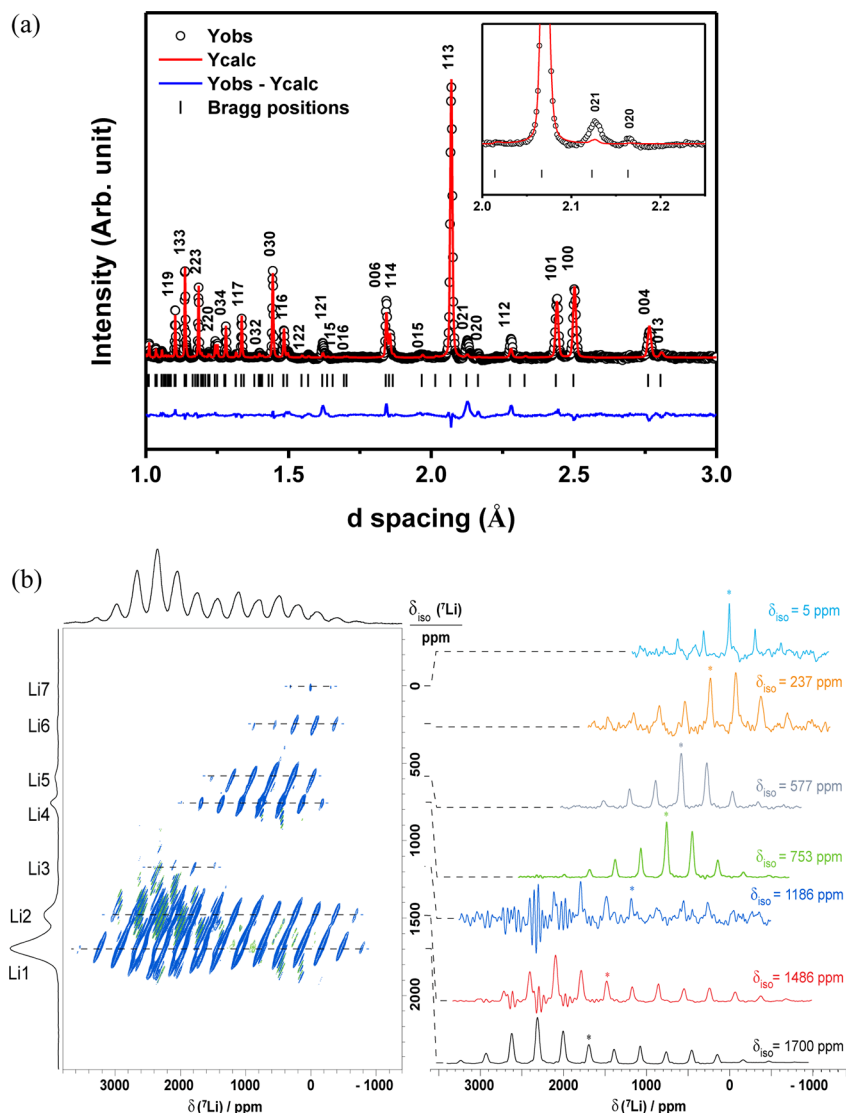 (a)
Yobs
Ycalc
Yobs - Ycalc
Bragg positions
113
021
020
2.0 2.1 2.2
Intensity (Arb. unit)
119
133
223
220
034
117
032
030
116
122
121
115
016
006
114
015
021
020
112
101
100
004
013
1.0 1.5 2.0 2.5 3.0
d spacing (Å)
(b)
δiso (⁷Li)
ppm
Li7
Li6
Li5
Li4
Li3
Li2
Li1
0
500
1000
1500
2000
3000 2000 1000 0 - 1000
δ(⁷Li) / ppm
* δiso = 5 ppm
* δiso = 237 ppm
* δiso = 577 ppm
* δiso = 753 ppm
* δiso = 1186 ppm
* δiso = 1486 ppm
* δiso = 1700 ppm
3000 2000 1000 0 - 1000
δ(⁷Li) / ppm